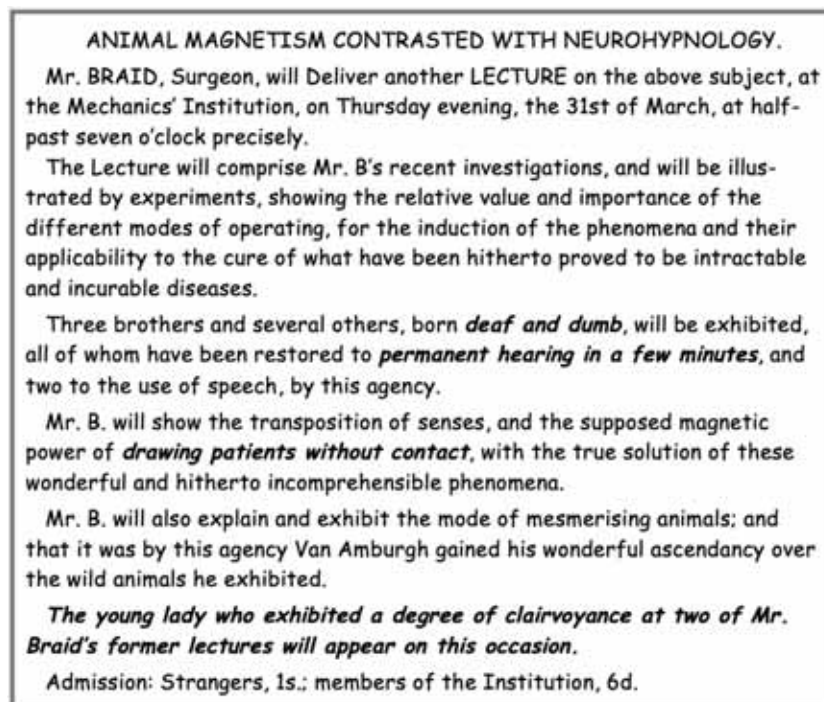 ANIMAL MAGNETISM CONTRASTED WITH NEUROHYPNOLOGY.
Mr. BRAID, Surgeon, will Deliver another LECTURE on the above subject, at
the Mechanics' Institution, on Thursday evening, the 31st of March, at half-
past seven o'clock precisely.
The Lecture will comprise Mr. B's recent investigations, and will be illus-
trated by experiments, showing the relative value and importance of the
different modes of operating, for the induction of the phenomena and their
applicability to the cure of what have been hitherto proved to be intractable
and incurable diseases.
Three brothers and several others, born deaf and dumb, will be exhibited,
all of whom have been restored to permanent hearing in a few minutes, and
two to the use of speech, by this agency.
Mr. B. will show the transposition of senses, and the supposed magnetic
power of drawing patients without contact, with the true solution of these
wonderful and hitherto incomprehensible phenomena.
Mr. B. will also explain and exhibit the mode of mesmerising animals; and
that it was by this agency Van Amburgh gained his wonderful ascendancy over
the wild animals he exhibited.
The young lady who exhibited a degree of clairvoyance at two of Mr.
Braid's former lectures will appear on this occasion.
Admission: Strangers, 1s.; members of the Institution, 6d.